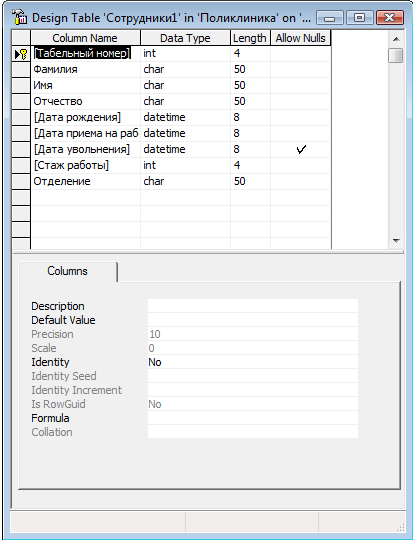 Design Table 'Сотрудники1' in 'Поликлиника' on '...
Column Name Data Type Length Allow Nulls
[Табельный номер] int 4
Фамилия char 50
Имя char 50
Отчество char 50
[Дата рождения] datetime 8
[Дата приема на раб datetime 8
[Дата увольнения] datetime 8
[Стаж работы] int 4
Отделение char 50
Columns
Description
Default Value
Precision 10
Scale 0
Identity No
Identity Seed
Identity Increment
Is RowGuid No
Formula
Collation